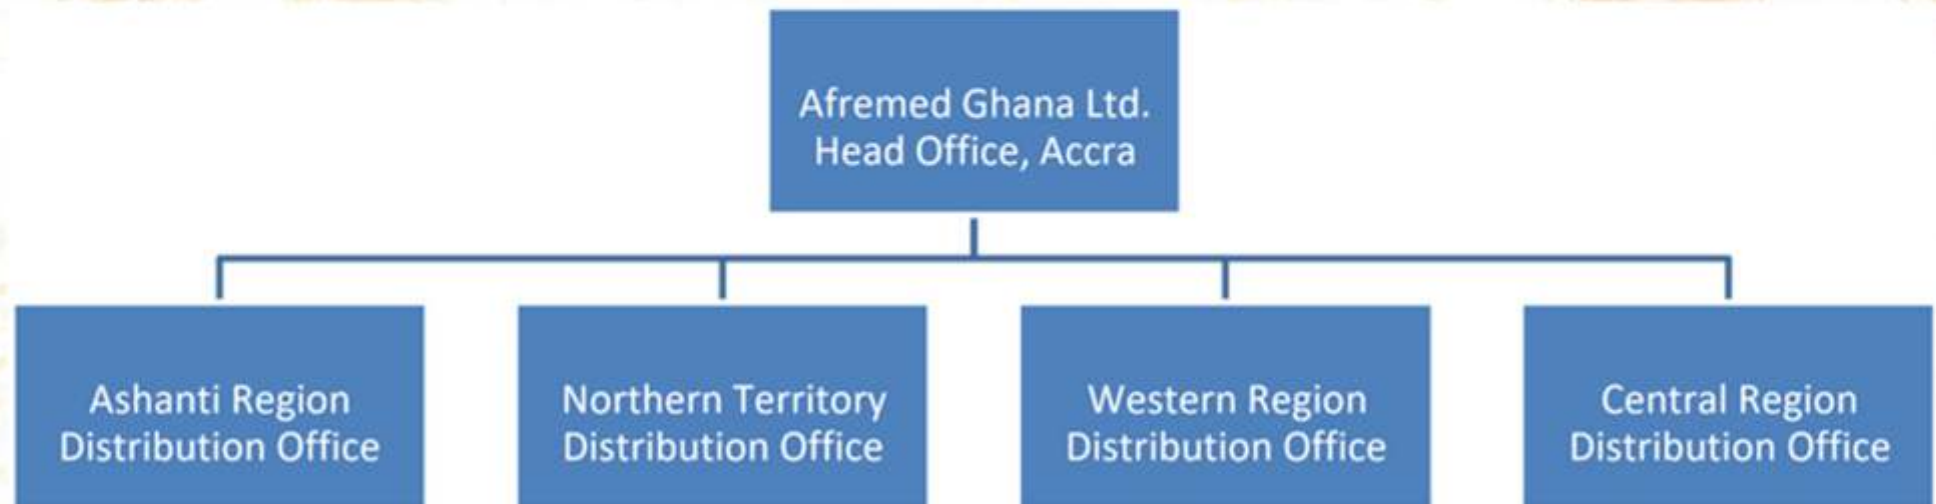 Afremed Ghana Ltd.
Head Office, Accra
Ashanti Region
Distribution Office
Northern Territory
Distribution Office
Western Region
Distribution Office
Central Region
Distribution Office